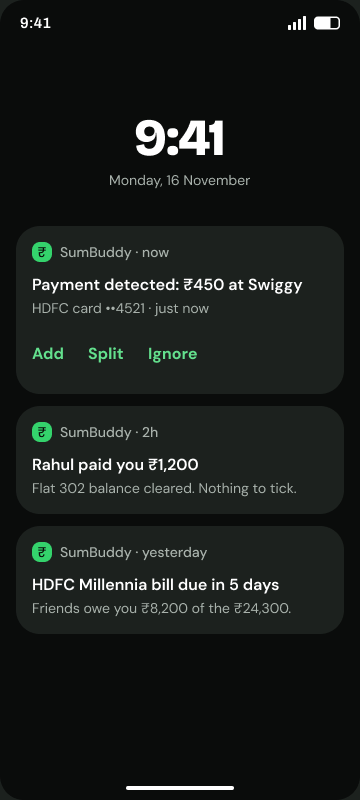 9:41
9:41
Monday, 16 November
₹ SumBuddy · now
Payment detected: ₹450 at Swiggy
HDFC card ••4521 · just now
Add Split Ignore
₹ SumBuddy · 2h
Rahul paid you ₹1,200
Flat 302 balance cleared. Nothing to tick.
₹ SumBuddy · yesterday
HDFC Millennia bill due in 5 days
Friends owe you ₹8,200 of the ₹24,300.